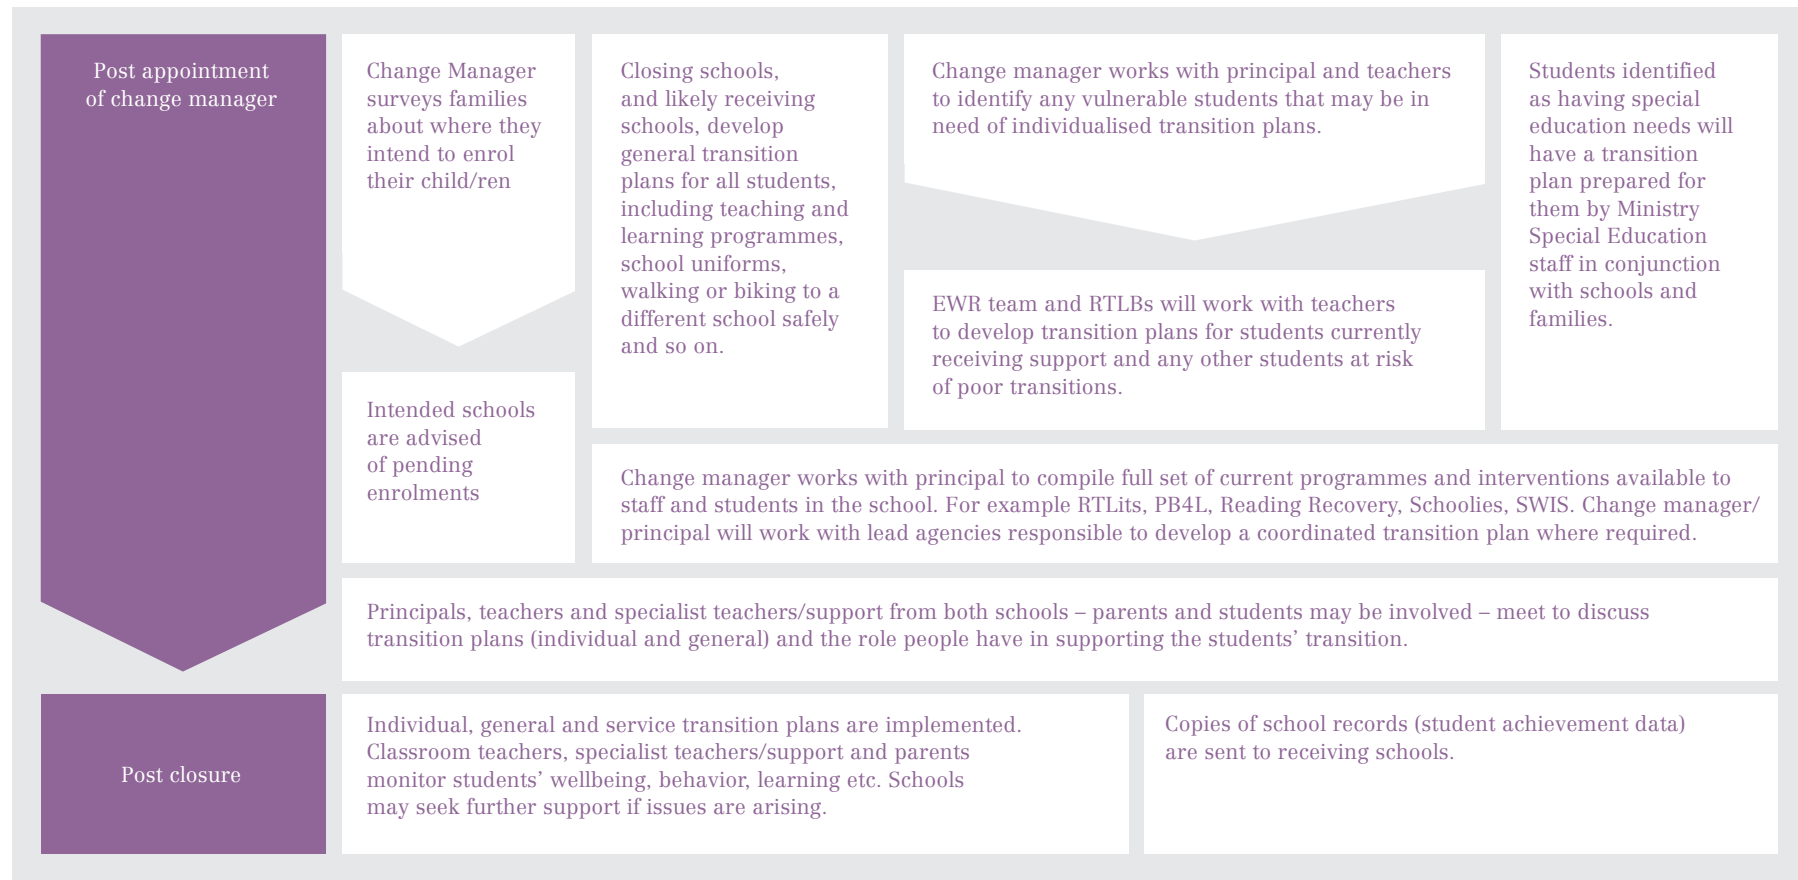 Post appointment
of change manager
Change Manager
surveys families
about where they
intend to enrol
their child/ren
Intended schools
are advised
of pending
enrolments
Closing schools,
and likely receiving
schools, develop
general transition
plans for all students,
including teaching and
learning programmes,
school uniforms,
walking or biking to a
different school safely
and so on.
Change manager works with principal and teachers
to identify any vulnerable students that may be in
need of individualised transition plans.
EWR team and RTLBs will work with teachers
to develop transition plans for students currently
receiving support and any other students at risk
of poor transitions.
Students identified
as having special
education needs will
have a transition
plan prepared for
them by Ministry
Special Education
staff in conjunction
with schools and
families.
Change manager works with principal to compile full set of current programmes and interventions available to
staff and students in the school. For example RTLits, PB4L, Reading Recovery, Schoolies, SWIS. Change manager/
principal will work with lead agencies responsible to develop a coordinated transition plan where required.
Principals, teachers and specialist teachers/support from both schools – parents and students may be involved – meet to discuss
transition plans (individual and general) and the role people have in supporting the students’ transition.
Post closure
Individual, general and service transition plans are implemented.
Classroom teachers, specialist teachers/support and parents
monitor students’ wellbeing, behavior, learning etc. Schools
may seek further support if issues are arising.
Copies of school records (student achievement data)
are sent to receiving schools.